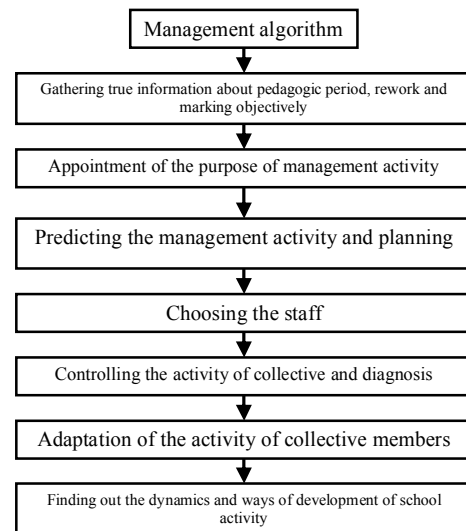 Management algorithm
Gathering true information about pedagogic period, rework and
marking objectively
Appointment of the purpose of management activity
Predicting the management activity and planning
Choosing the staff
Controlling the activity of collective and diagnosis
Adaptation of the activity of collective members
Finding out the dynamics and ways of development of school
activity